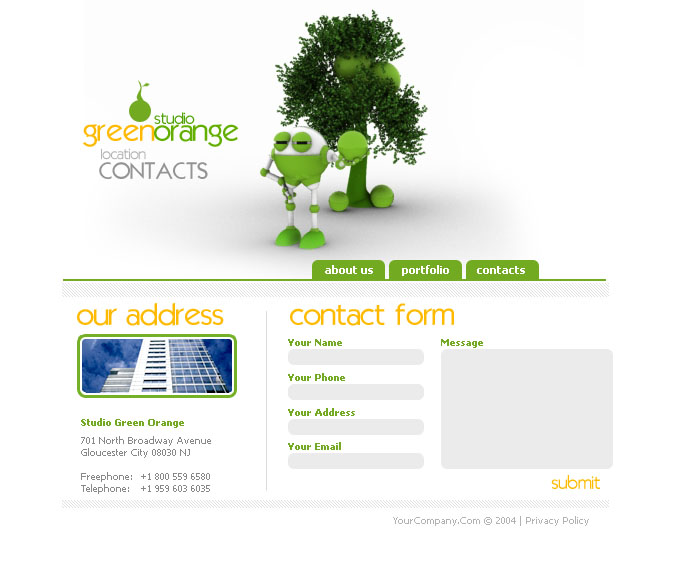 studio
greenorange
location
CONTACTS
about us portfolio contacts
our address
Studio Green Orange
701 North Broadway Avenue
Gloucester City 08030 NJ
Freephone: +1 800 559 6580
Telephone: +1 959 603 6035
contact form
Your Name
Your Phone
Your Address
Your Email
Message
submit
YourCompany.Com © 2004 | Privacy Policy